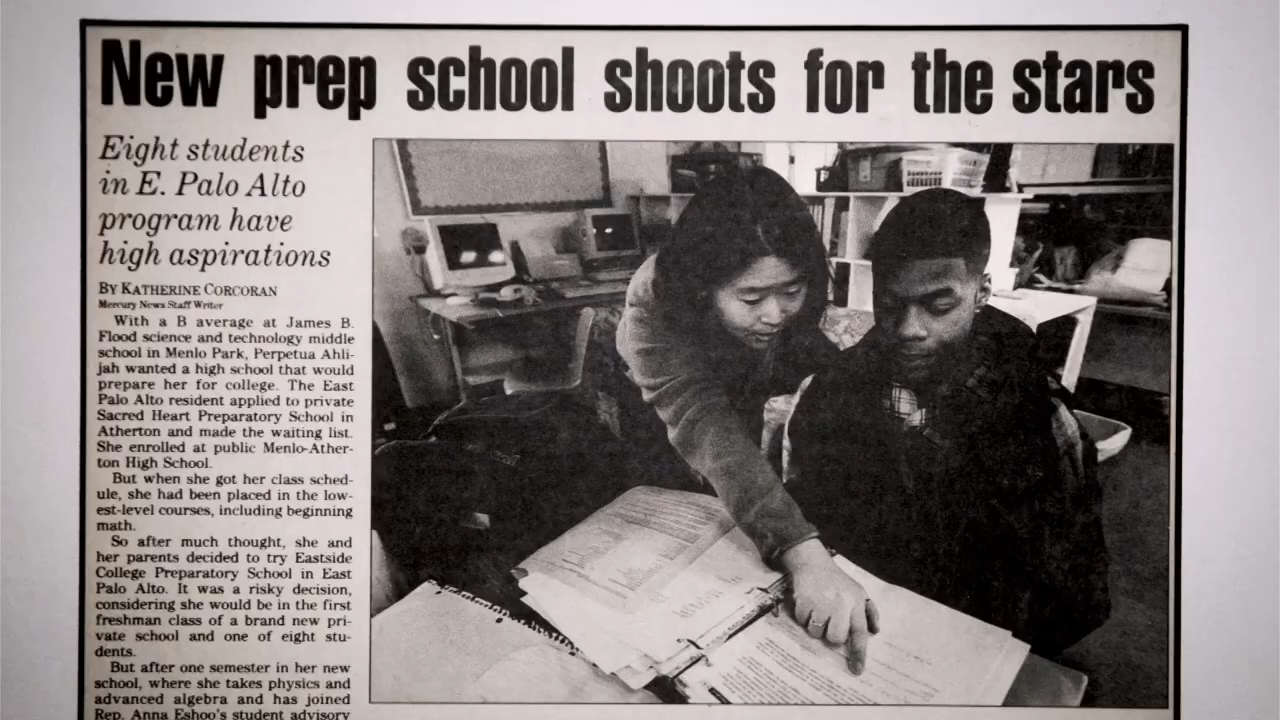 New prep school shoots for the stars
Eight students
in E. Palo Alto
program have
high aspirations
BY KATHERINE CORCORAN
Mercury News Staff Writer
With a B average at James B.
Flood science and technology middle
school in Menlo Park, Perpetua Ahli-
jah wanted a high school that would
prepare her for college. The East
Palo Alto resident applied to private
Sacred Heart Preparatory School in
Atherton and made the waiting list.
She enrolled at public Menlo-Ather-
ton High School.
But when she got her class sched-
ule, she had been placed in the low-
est-level courses, including beginning
math.
So after much thought, she and
her parents decided to try Eastside
College Preparatory School in East
Palo Alto. It was a risky decision,
considering she would be in the first
freshman class of a brand new pri-
vate school and one of eight stu-
dents.
But after one semester in her new
school, where she takes physics and
advanced algebra and has joined
Rep. Anna Eshoo's student advisory